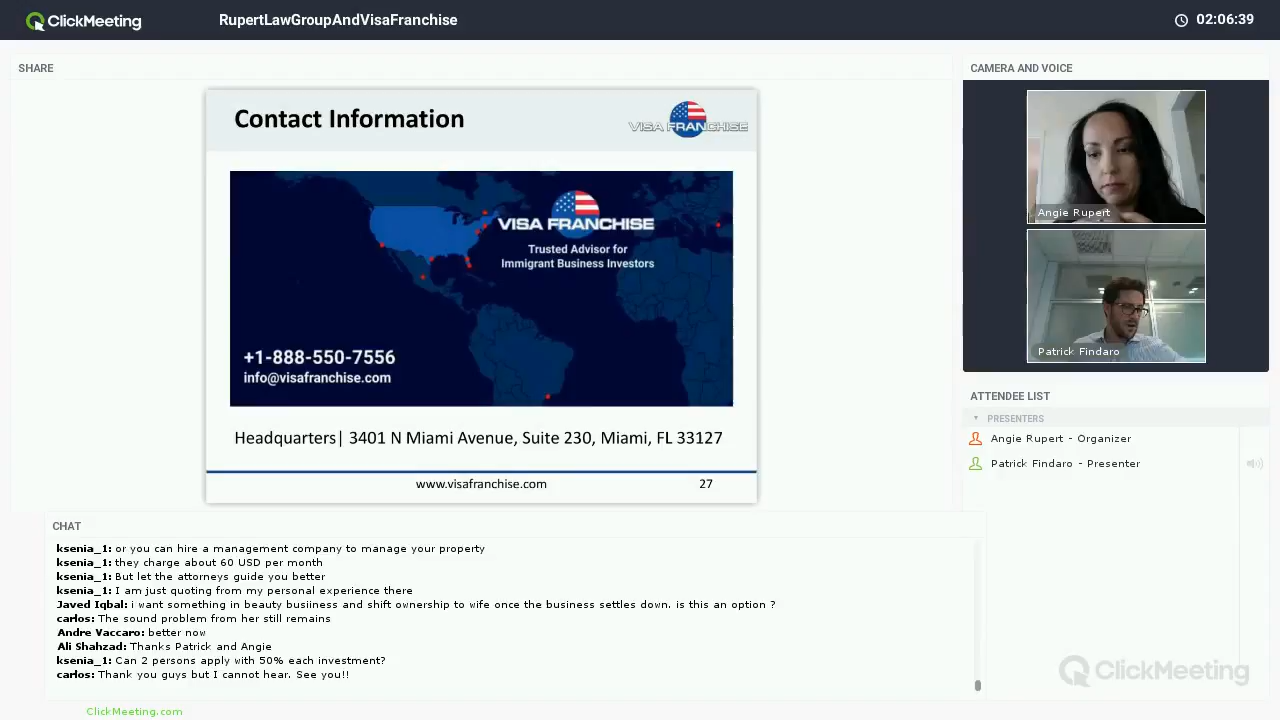 ClickMeeting
RupertLawGroupAndVisaFranchise
02:06:39
SHARE
Contact Information
VISA FRANCHISE
VISA FRANCHISE
Trusted Advisor for
Immigrant Business Investors
+1-888-550-7556
info@visafranchise.com
Headquarters| 3401 N Miami Avenue, Suite 230, Miami, FL 33127
www.visafranchise.com
27
CAMERA AND VOICE
Angie Rupert
Patrick Findaro
ATTENDEE LIST
PRESENTERS
Angie Rupert - Organizer
Patrick Findaro - Presenter
CHAT
ksenia_1: or you can hire a management company to manage your property
ksenia_1: they charge about 60 USD per month
ksenia_1: But let the attorneys guide you better
ksenia_1: I am just quoting from my personal experience there
Javed Iqbal: i want something in beauty busiiness and shift ownership to wife once the business settles down. is this an option ?
carlos: The sound problem from her still remains
Andre Vaccaro: better now
Ali Shahzad: Thanks Patrick and Angie
ksenia_1: Can 2 persons apply with 50% each investment?
carlos: Thank you guys but I cannot hear. See you!!
ClickMeeting
ClickMeeting.com